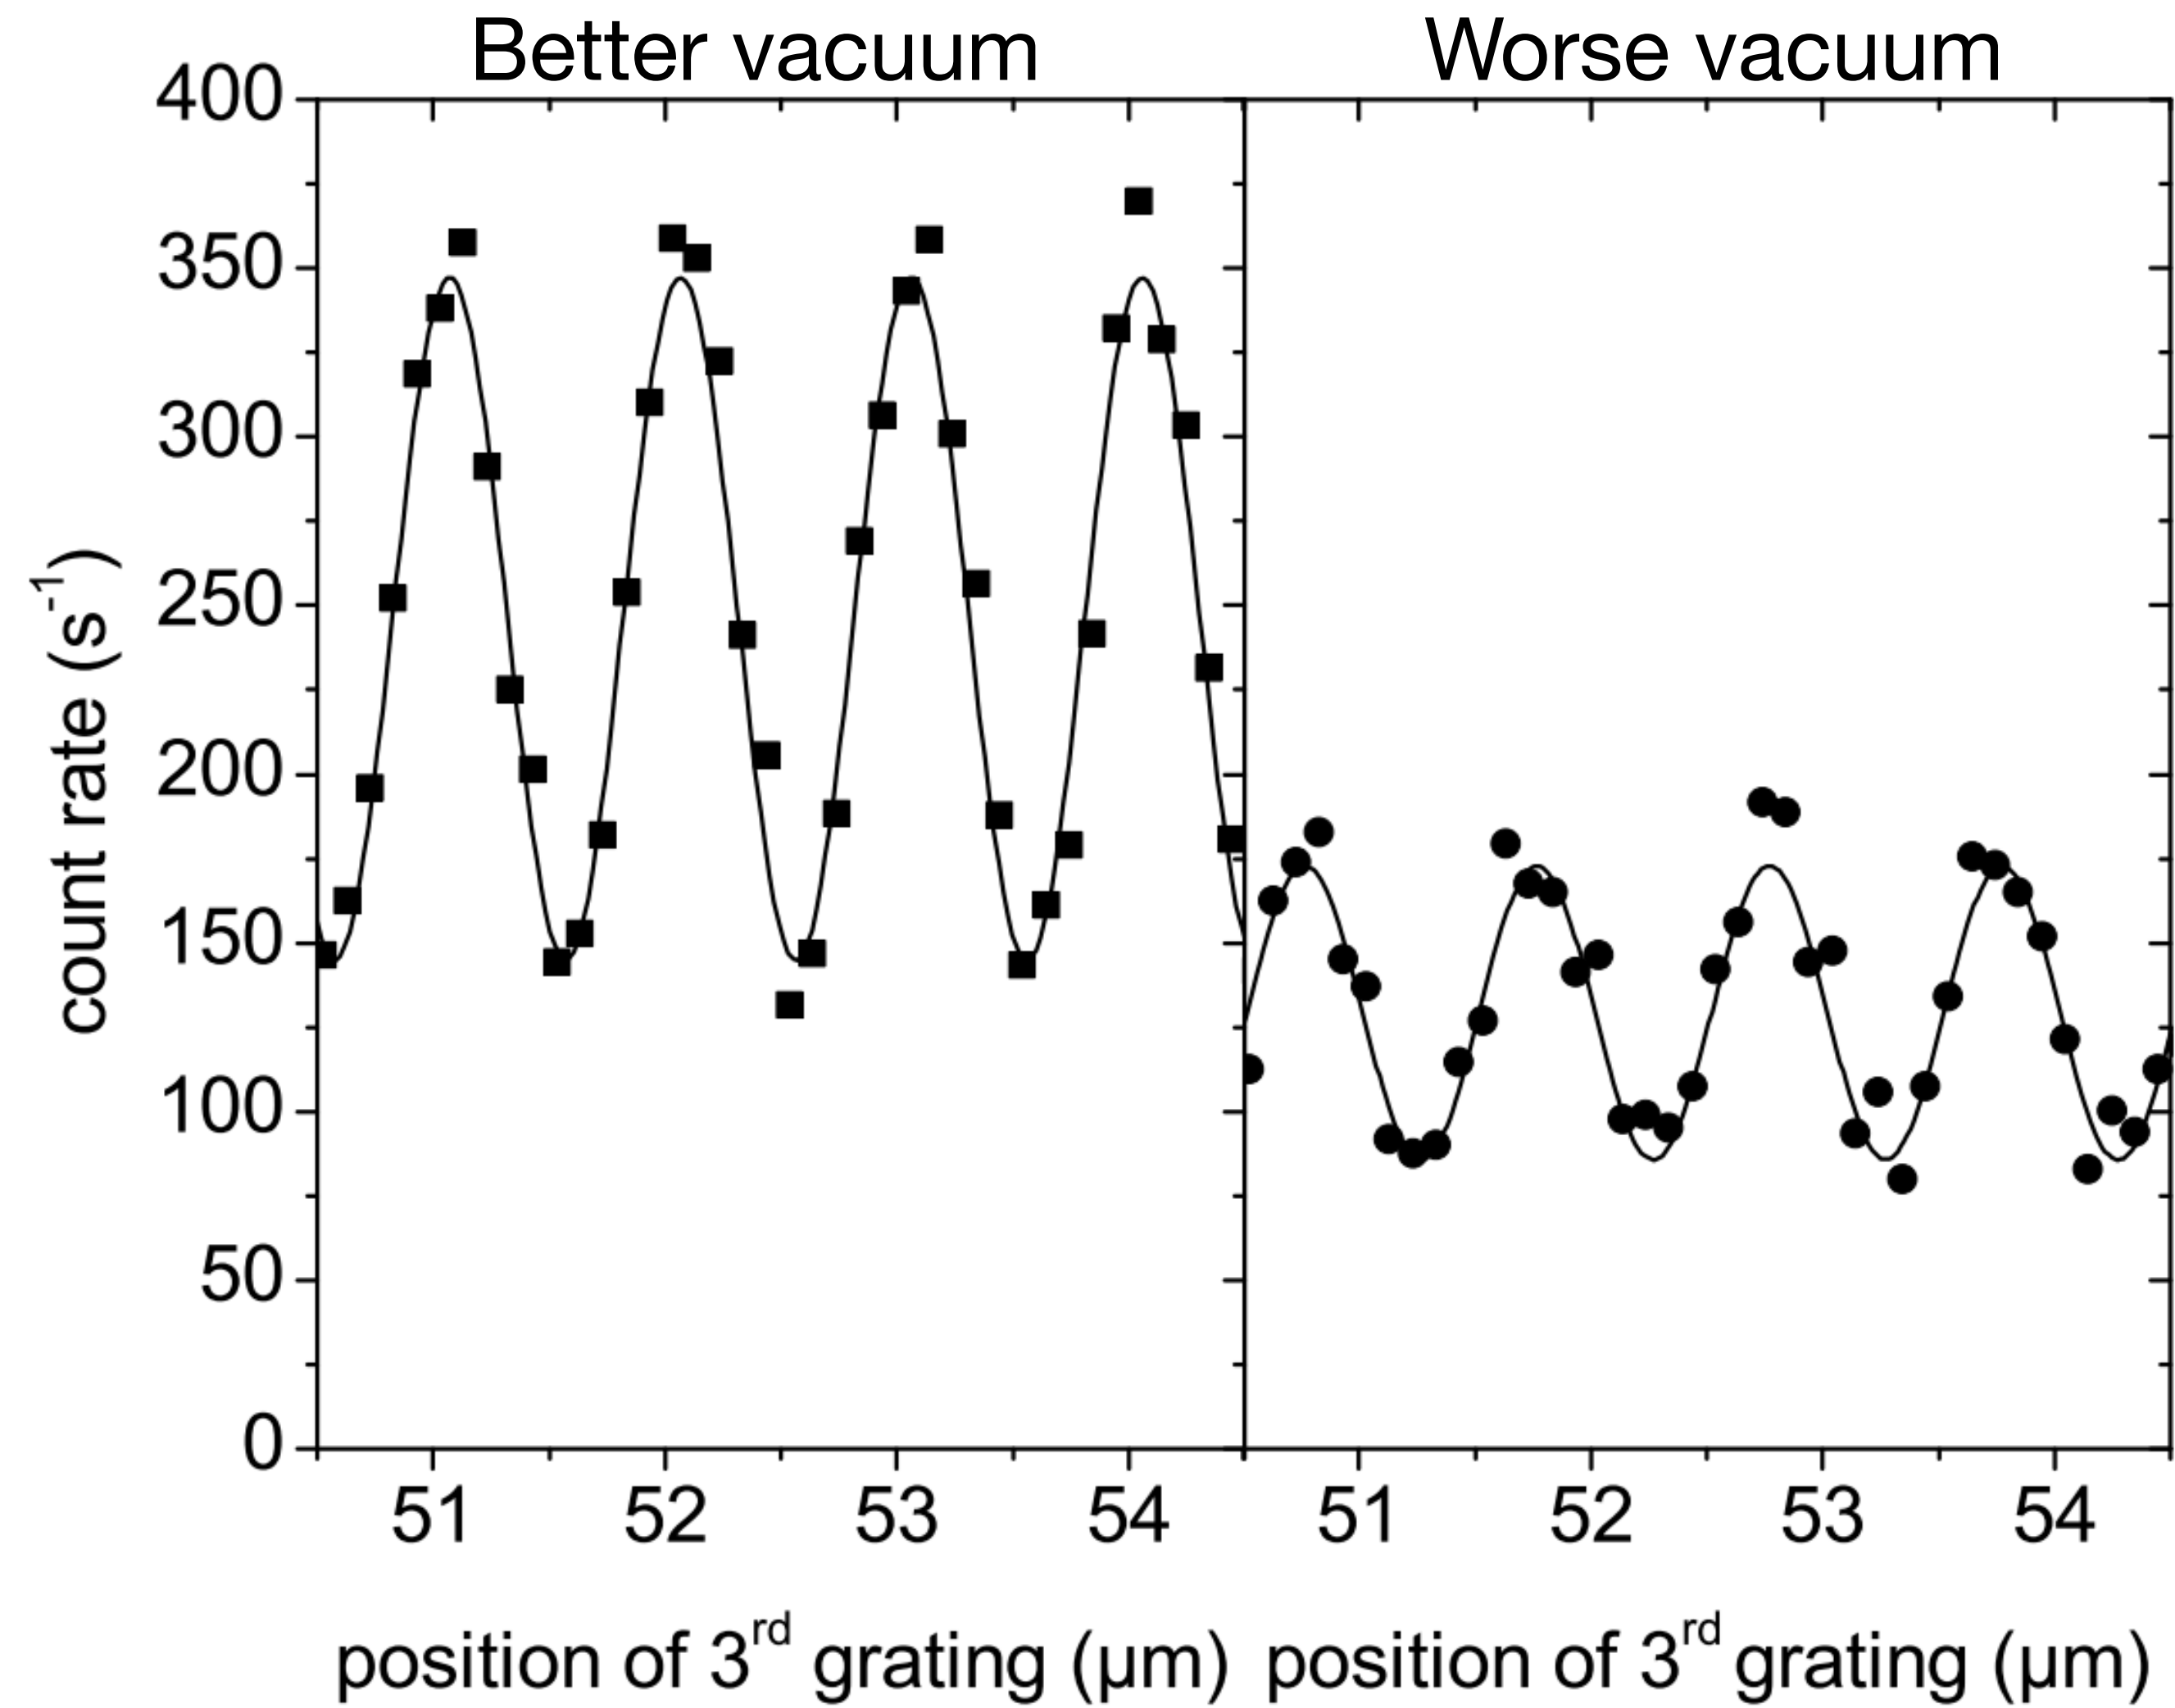 Better vacuum Worse vacuum
400
350
300
250
200
150
100
50
0
count rate (s⁻¹)
51 52 53 54 51 52 53 54
position of 3ʳᵈ grating (μm) position of 3ʳᵈ grating (μm)